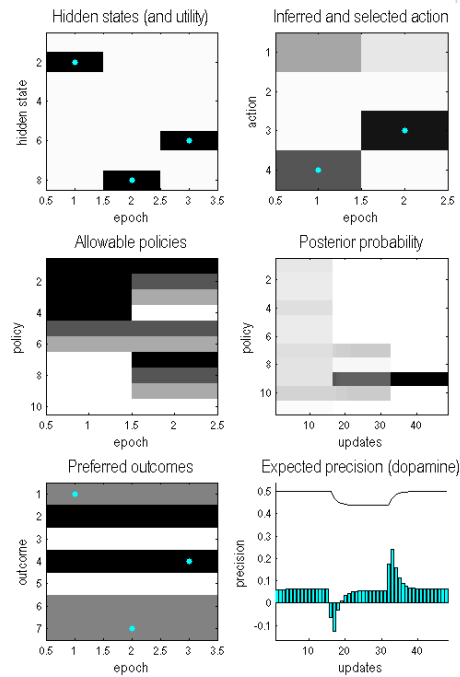 Hidden states (and utility)
hidden state
2
4
6
8
0.5 1 1.5 2 2.5 3 3.5
epoch
Inferred and selected action
action
1
2
3
4
0.5 1 1.5 2 2.5
epoch
Allowable policies
policy
2
4
6
8
10
0.5 1 1.5 2 2.5
epoch
Posterior probability
policy
2
4
6
8
10
10 20 30 40
updates
Preferred outcomes
outcome
1
2
3
4
5
6
7
0.5 1 1.5 2 2.5 3 3.5
epoch
Expected precision (dopamine)
precision
0.5
0.4
0.3
0.2
0.1
0
-0.1
10 20 30 40
updates